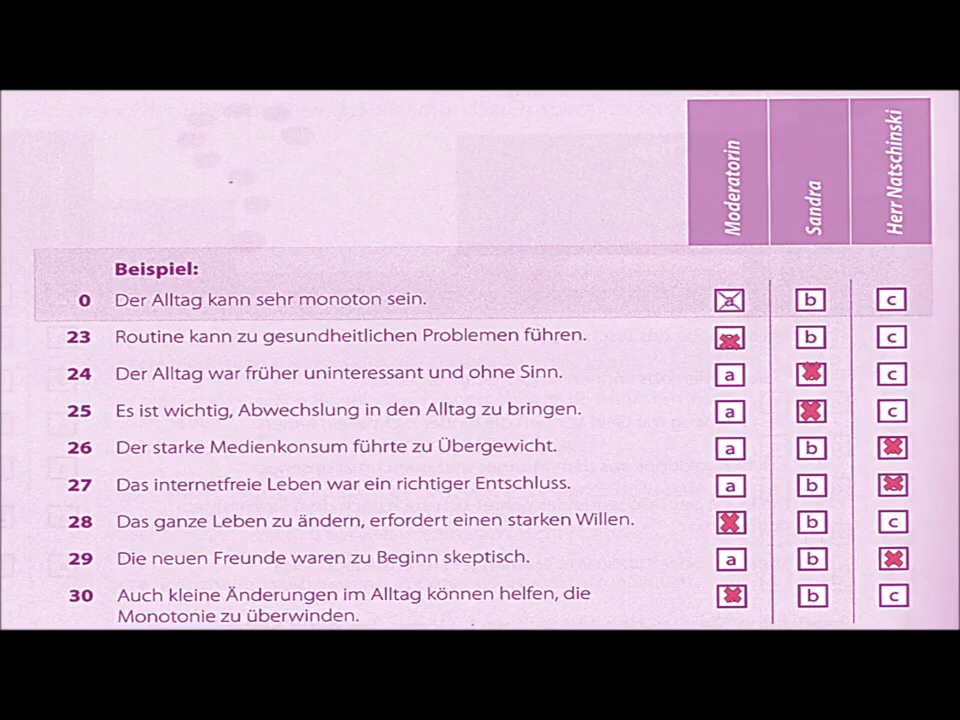 Moderatorin
Sandra
Herr Natschinski
Beispiel:
0 Der Alltag kann sehr monoton sein. a b c
23 Routine kann zu gesundheitlichen Problemen führen. b c
24 Der Alltag war früher uninteressant und ohne Sinn. a c
25 Es ist wichtig, Abwechslung in den Alltag zu bringen. a c
26 Der starke Medienkonsum führte zu Übergewicht. a b
27 Das internetfreie Leben war ein richtiger Entschluss. a b
28 Das ganze Leben zu ändern, erfordert einen starken Willen. b c
29 Die neuen Freunde waren zu Beginn skeptisch. a b
30 Auch kleine Änderungen im Alltag können helfen, die b c
Monotonie zu überwinden.